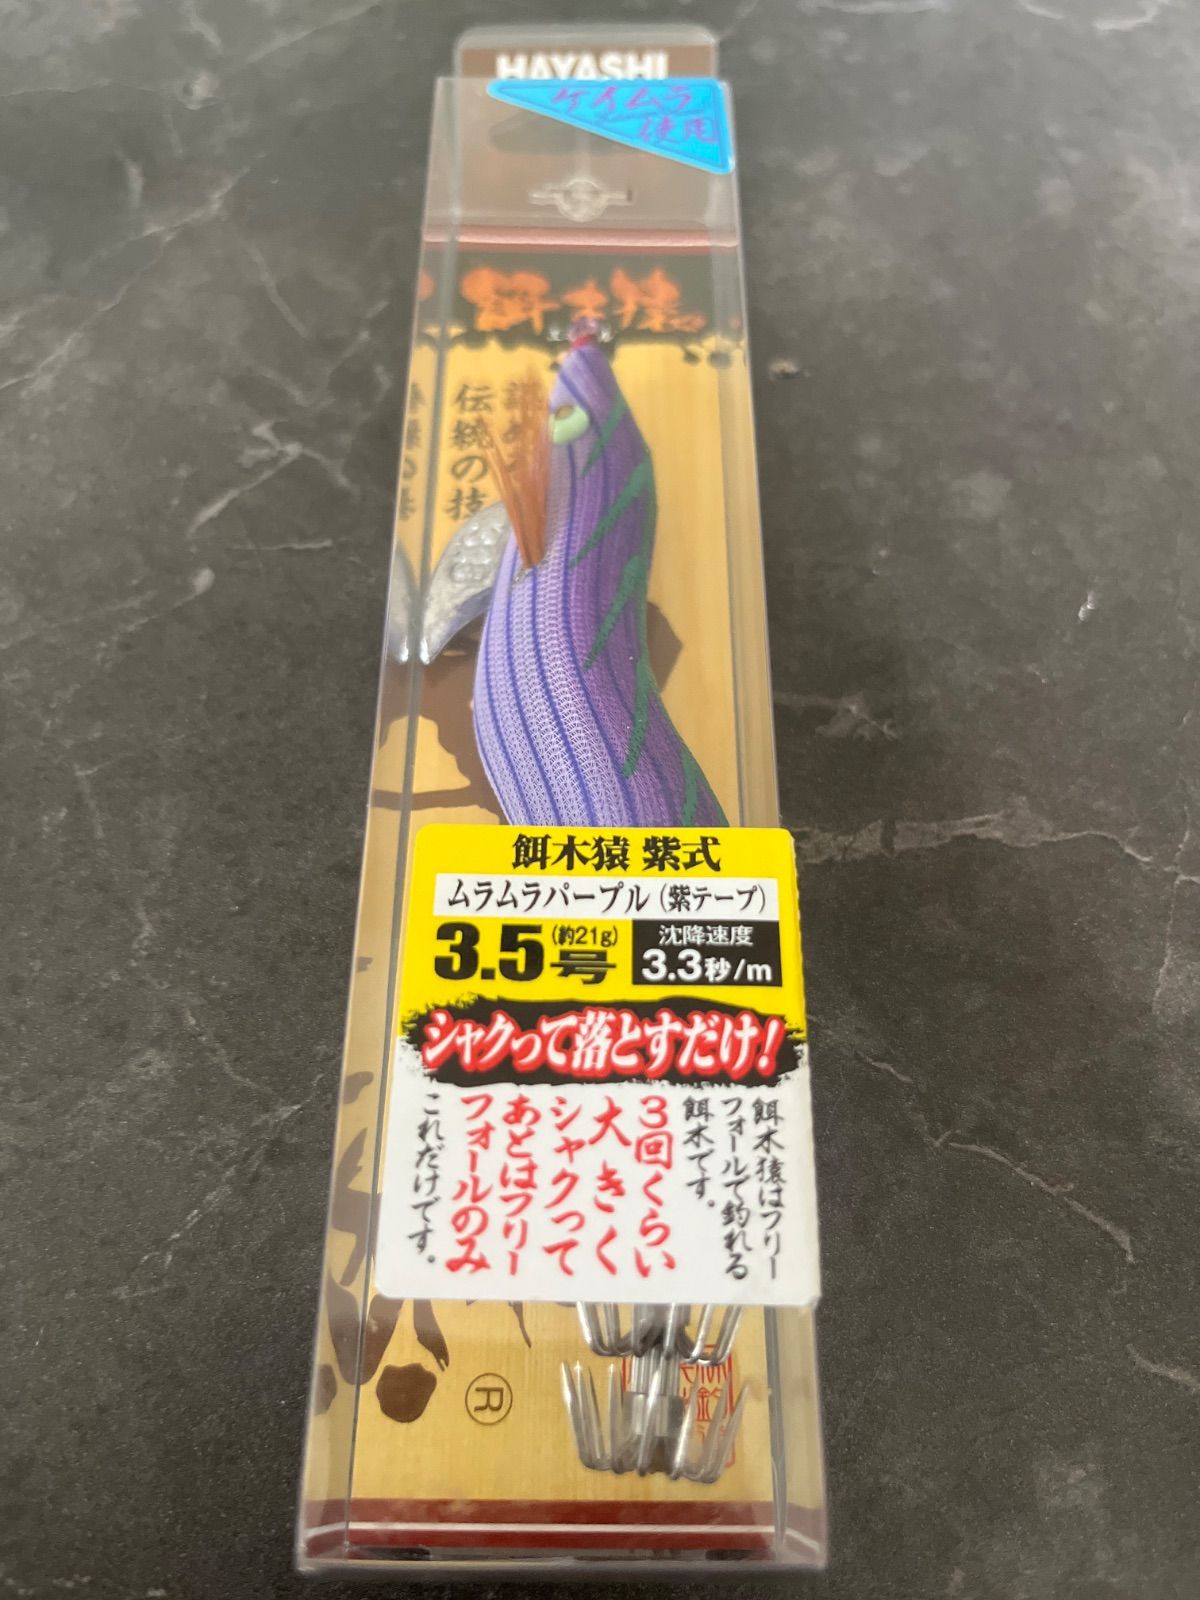 HAYASHI
ケイムラ
使用
餌木猿
伝統の技
餌木猿 紫式
ムラムラパープル(紫テープ)
3.5号(約21g)
沈降速度
3.3秒/m
シャクって落とすだけ!
餌木猿はフリー
フォールで釣れる
餌木です。
3回くらい
大きく
シャクって
あとはフリー
フォールのみ
これだけです。
®